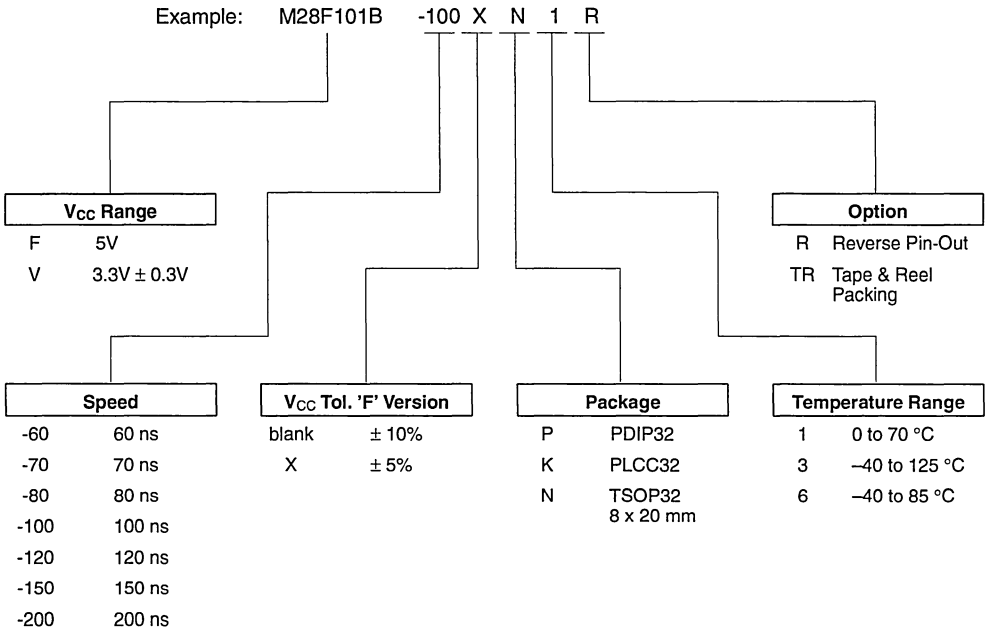 Example: M28F101B -100 X N 1 R
VCC Range
F 5V
V 3.3V ± 0.3V
Option
R Reverse Pin-Out
TR Tape & Reel
Packing
Speed
-60 60 ns
-70 70 ns
-80 80 ns
-100 100 ns
-120 120 ns
-150 150 ns
-200 200 ns
VCC Tol. 'F' Version
blank ± 10%
X ± 5%
Package
P PDIP32
K PLCC32
N TSOP32
8 x 20 mm
Temperature Range
1 0 to 70 °C
3 –40 to 125 °C
6 –40 to 85 °C